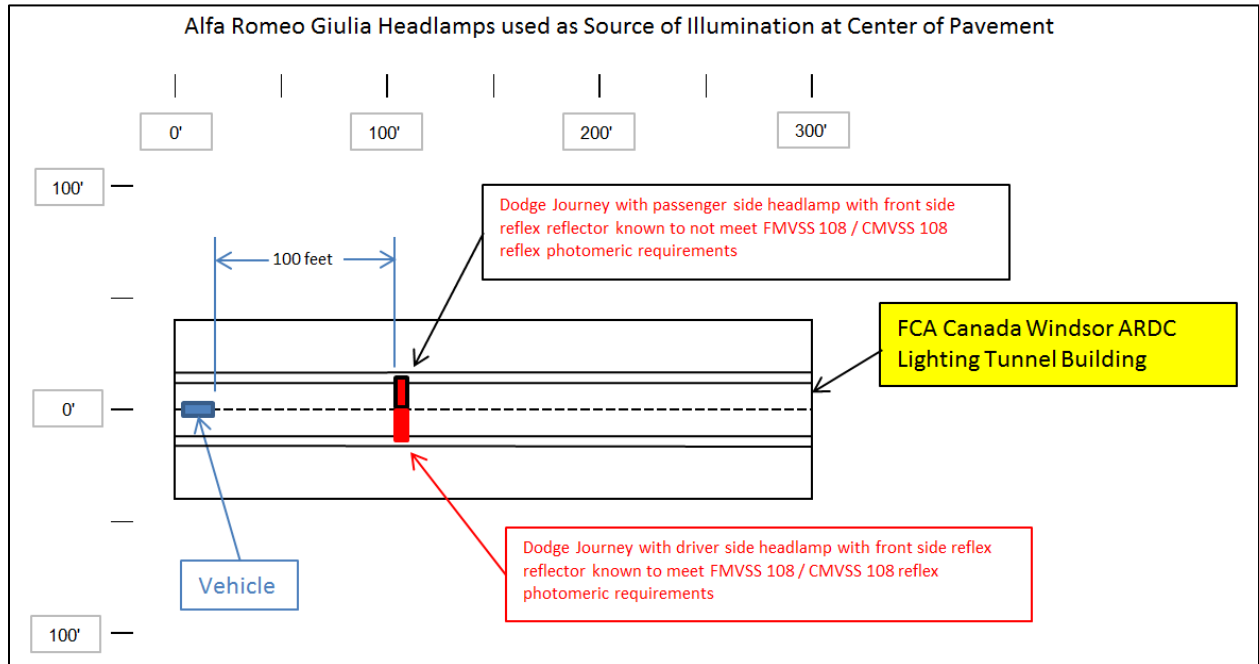 Alfa Romeo Giulia Headlamps used as Source of Illumination at Center of Pavement
0'
100'
200'
300'
100'
Dodge Journey with passenger side headlamp with front side
reflex reflector known to not meet FMVSS 108 / CMVSS 108
reflex photomeric requirements
100 feet
FCA Canada Windsor ARDC
Lighting Tunnel Building
0'
Dodge Journey with driver side headlamp with front side reflex
reflector known to meet FMVSS 108 / CMVSS 108 reflex
photomeric requirements
Vehicle
100'